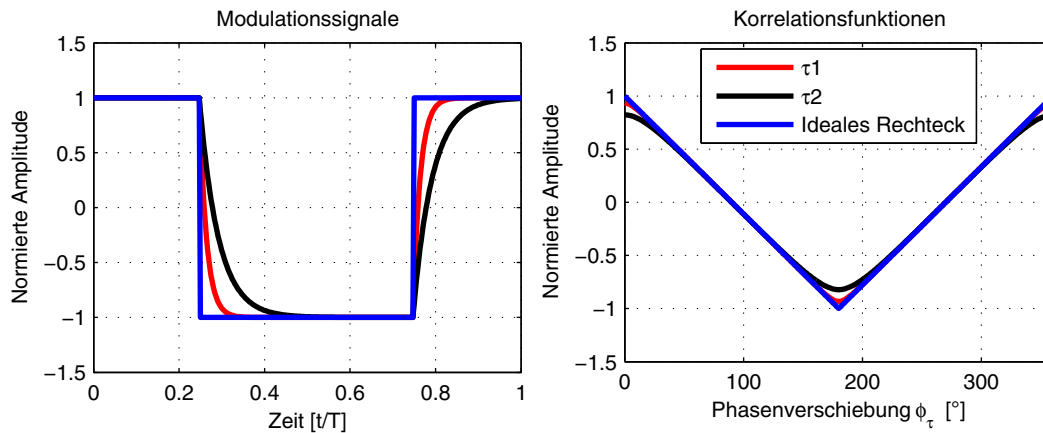 Modulationssignale
Normierte Amplitude
1.5
1
0.5
0
−0.5
−1
−1.5
0
0.2
0.4
0.6
0.8
1
Zeit [t/T]
Korrelationsfunktionen
Normierte Amplitude
1.5
1
0.5
0
−0.5
−1
−1.5
τ1
τ2
Ideales Rechteck
0
100
200
300
Phasenverschiebung ϕτ [°]